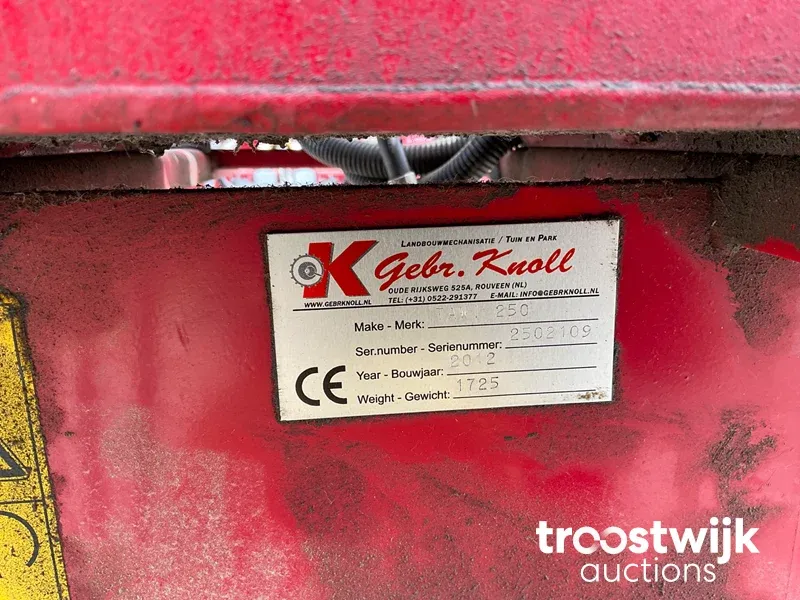 K
LANDBOUWMECHANISATIE / TUIN EN PARK
Gebr. Knoll
OUDE RIJKSWEG 525A, ROUVEEN (NL)
WWW.GEBRKNOLL.NL TEL: (+31) 0522-291377 E-MAIL: INFO@GEBRKNOLL.NL
Make - Merk: 250
Ser.number - Serienummer: 2502109
Year - Bouwjaar: 2012
Weight - Gewicht: 1725
CE
troostwijk
auctions